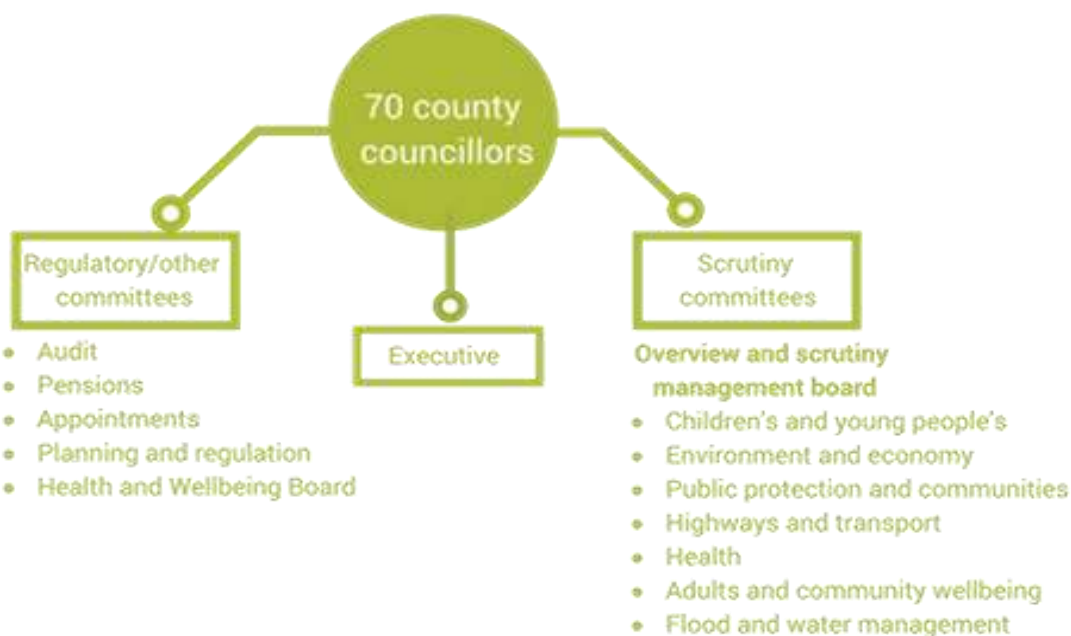 70 county
councillors
Regulatory/other
committees
• Audit
• Pensions
• Appointments
• Planning and regulation
• Health and Wellbeing Board
Executive
Scrutiny
committees
Overview and scrutiny
management board
• Children's and young people's
• Environment and economy
• Public protection and communities
• Highways and transport
• Health
• Adults and community wellbeing
• Flood and water management